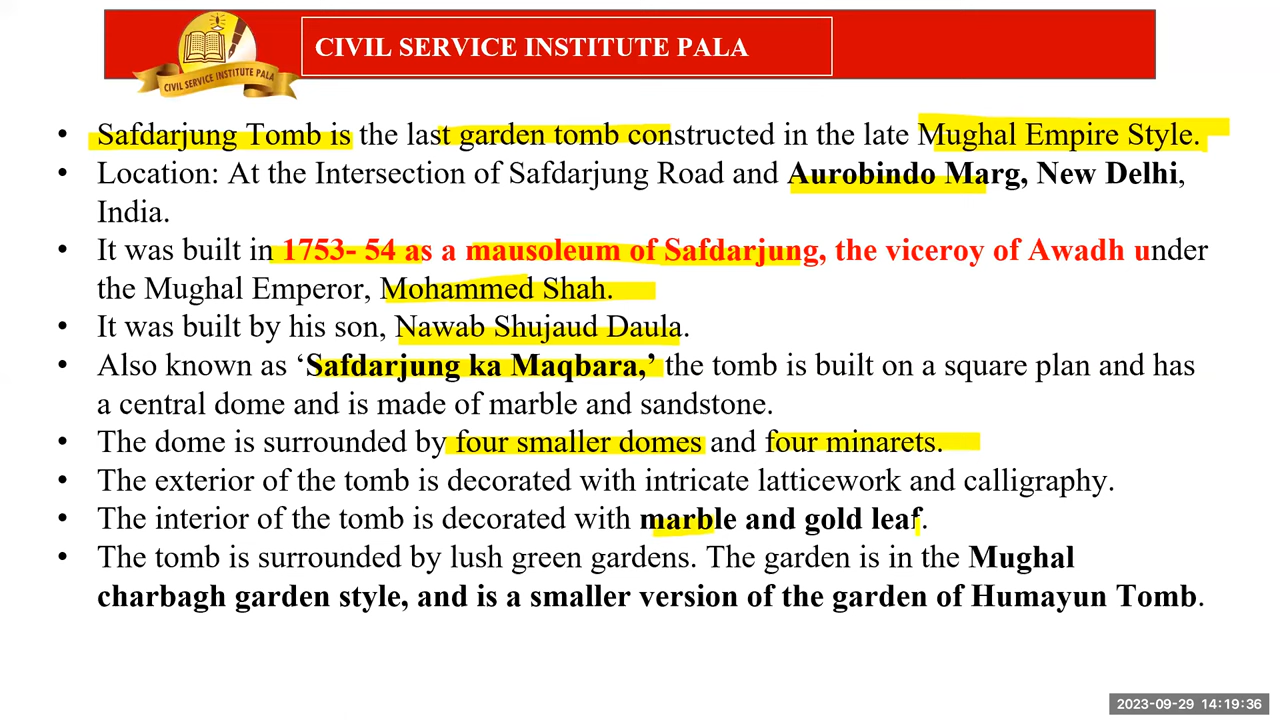 CIVIL SERVICE INSTITUTE PALA
CIVIL SERVICE INSTITUTE PALA
• Safdarjung Tomb is the last garden tomb constructed in the late Mughal Empire Style.
• Location: At the Intersection of Safdarjung Road and Aurobindo Marg, New Delhi,
India.
• It was built in 1753- 54 as a mausoleum of Safdarjung, the viceroy of Awadh under
the Mughal Emperor, Mohammed Shah.
• It was built by his son, Nawab Shujaud Daula.
• Also known as ‘Safdarjung ka Maqbara,’ the tomb is built on a square plan and has
a central dome and is made of marble and sandstone.
• The dome is surrounded by four smaller domes and four minarets.
• The exterior of the tomb is decorated with intricate latticework and calligraphy.
• The interior of the tomb is decorated with marble and gold leaf.
• The tomb is surrounded by lush green gardens. The garden is in the Mughal
charbagh garden style, and is a smaller version of the garden of Humayun Tomb.
2023-09-29 14:19:36